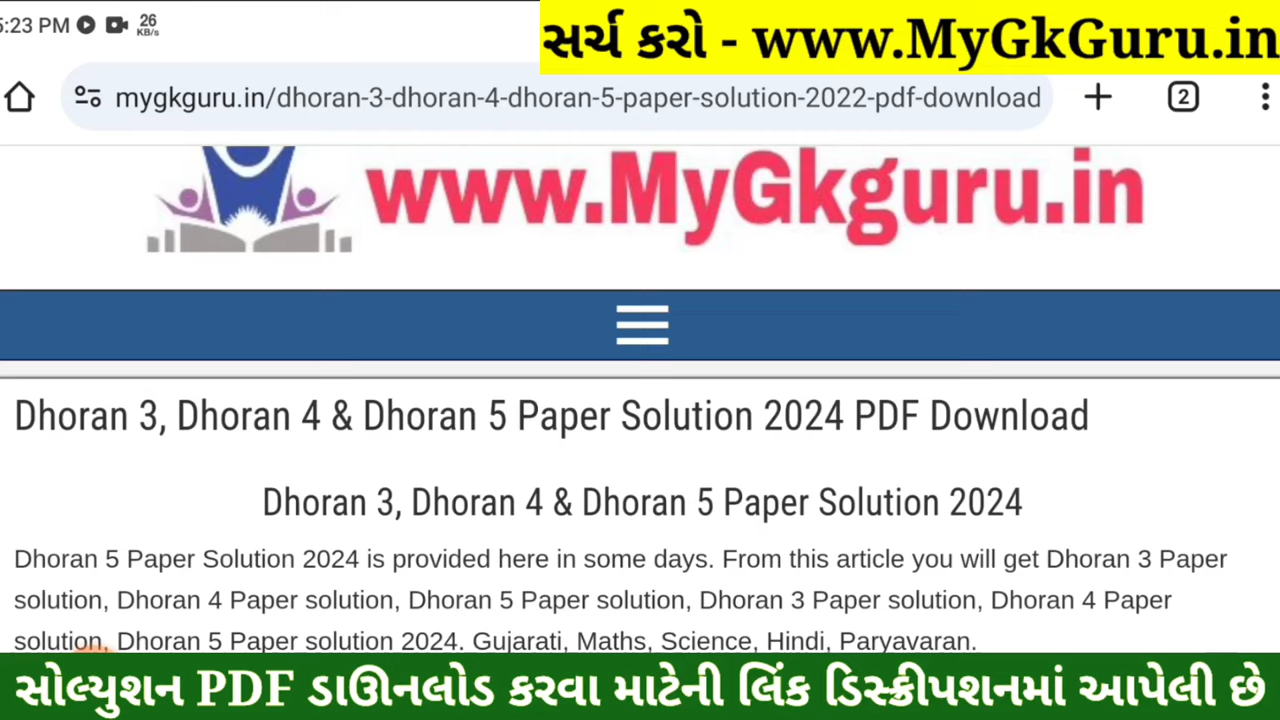 5:23 PM 26 KB/s
સર્ચ કરો - www.MyGkGuru.in
mygkguru.in/dhoran-3-dhoran-4-dhoran-5-paper-solution-2022-pdf-download
2
www.MyGkguru.in
Dhoran 3, Dhoran 4 & Dhoran 5 Paper Solution 2024 PDF Download
Dhoran 3, Dhoran 4 & Dhoran 5 Paper Solution 2024
Dhoran 5 Paper Solution 2024 is provided here in some days. From this article you will get Dhoran 3 Paper
solution, Dhoran 4 Paper solution, Dhoran 5 Paper solution, Dhoran 3 Paper solution, Dhoran 4 Paper
solution, Dhoran 5 Paper solution 2024. Gujarati, Maths, Science, Hindi, Paryavaran.
સોલ્યુશન PDF ડાઊનલોડ કરવા માટેની લિંક ડિસ્ક્રીપશનમાં આપેલી છે